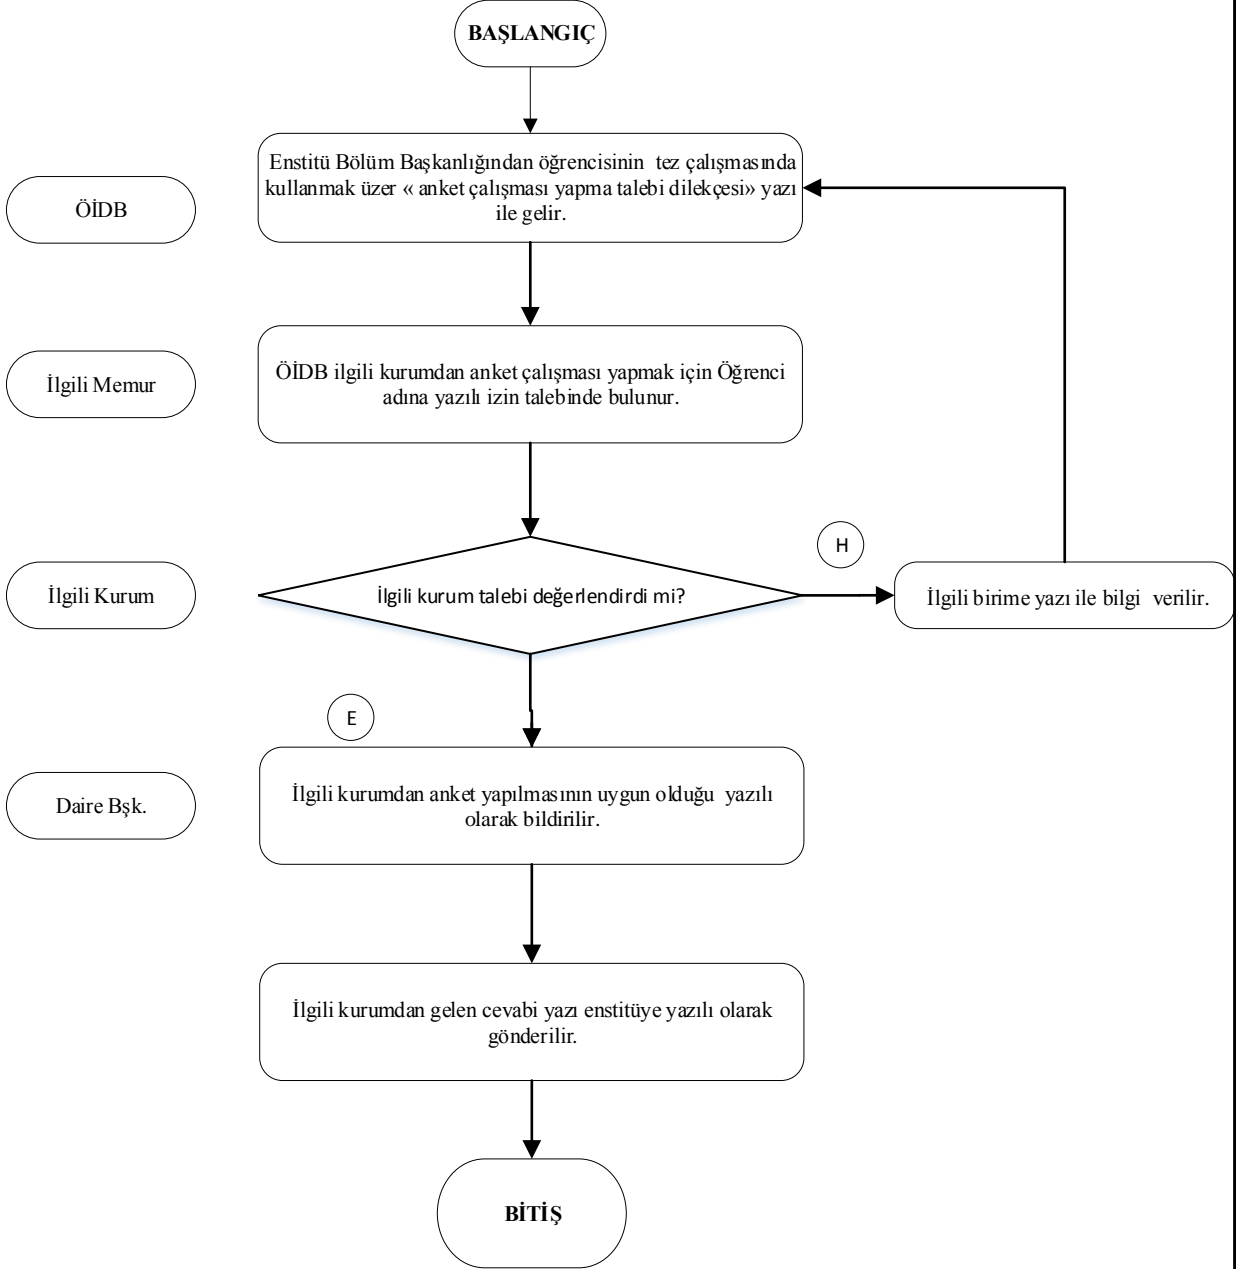 BAŞLANGIÇ
Enstitü Bölüm Başkanlığından öğrencisinin tez çalışmasında
kullanmak üzer « anket çalışması yapma talebi dilekçesi» yazı
ile gelir.
ÖİDB
ÖİDB ilgili kurumdan anket çalışması yapmak için Öğrenci
adına yazılı izin talebinde bulunur.
İlgili Memur
H
İlgili Kurum
İlgili kurum talebi değerlendirdi mi?
İlgili birime yazı ile bilgi verilir.
E
Daire Bşk.
İlgili kurumdan anket yapılmasının uygun olduğu yazılı
olarak bildirilir.
İlgili kurumdan gelen cevabi yazı enstitüye yazılı olarak
gönderilir.
BİTİŞ